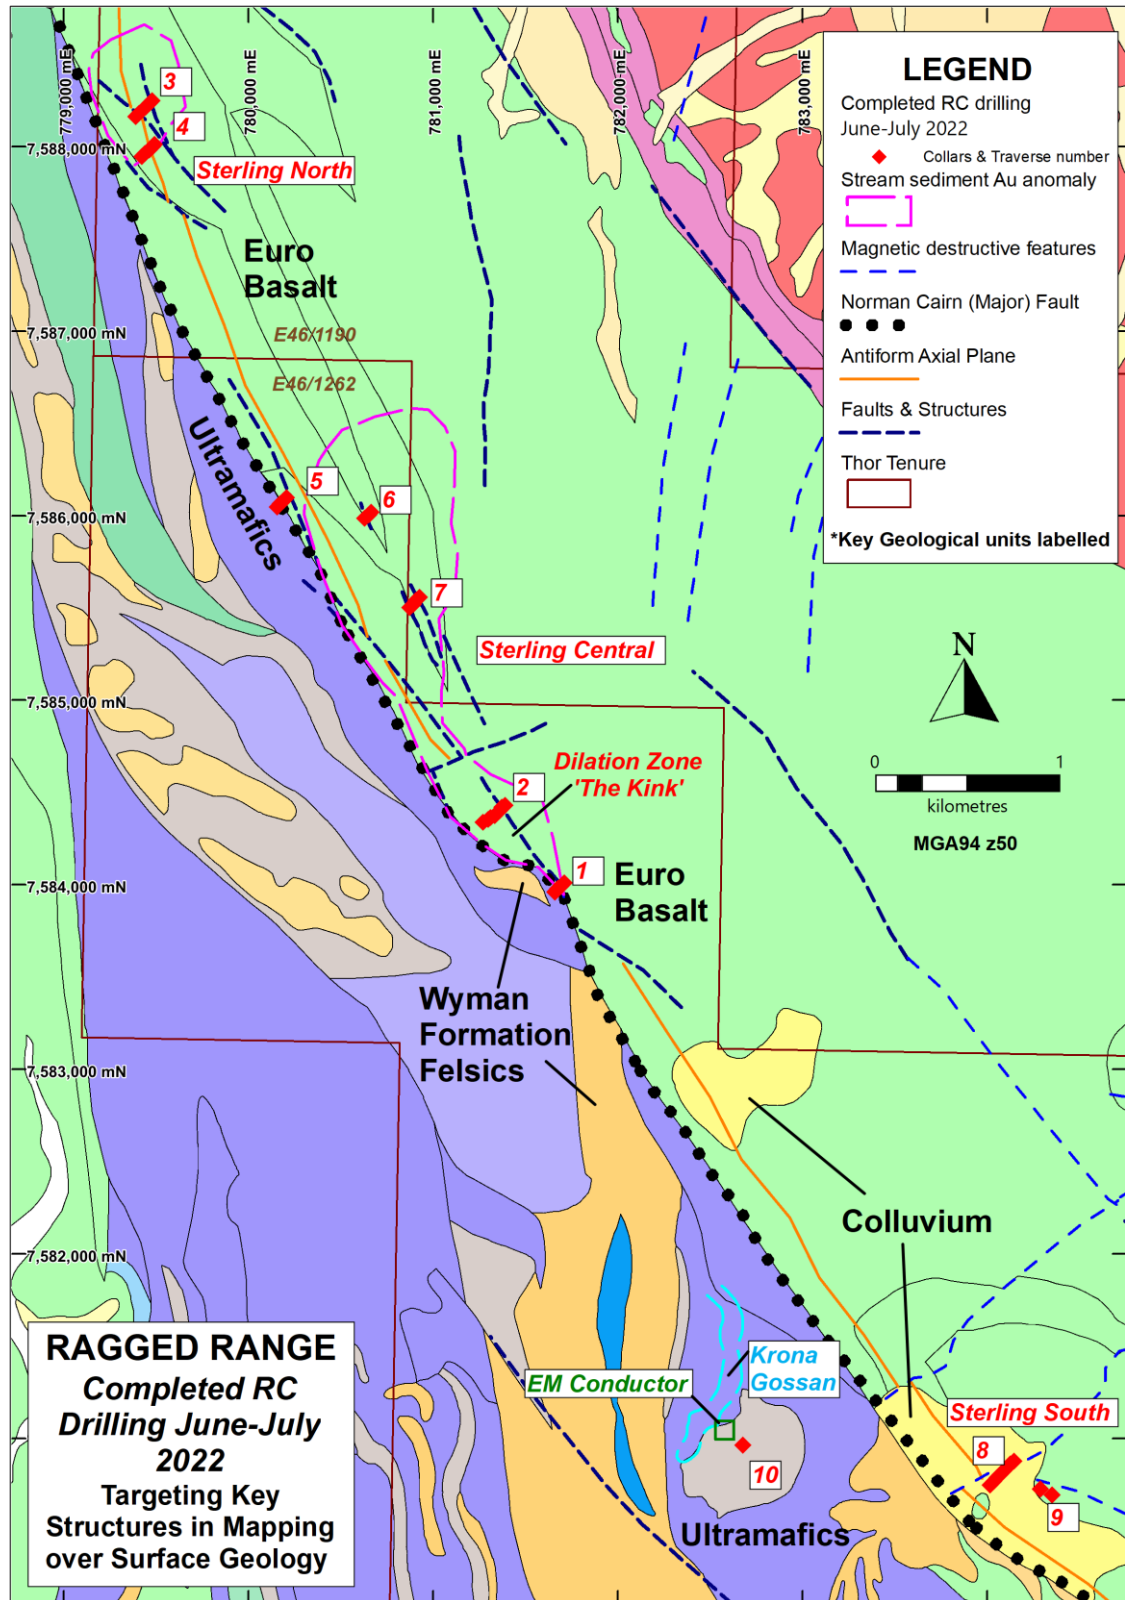 779,000 mE
780,000 mE
781,000 mE
782,000 mE
783,000 mE
LEGEND
Completed RC drilling
June-July 2022
Collars & Traverse number
Stream sediment Au anomaly
Magnetic destructive features
Norman Cairn (Major) Fault
Antiform Axial Plane
Faults & Structures
Thor Tenure
*Key Geological units labelled
3
4
7,588,000 mN
Sterling North
Euro
Basalt
7,587,000 mN
E46/1190
E46/1262
Ultramafics
5
6
7,586,000 mN
7
Sterling Central
N
7,585,000 mN
0
1
kilometres
MGA94 z50
Dilation Zone
'The Kink'
2
1
7,584,000 mN
Euro
Basalt
Wyman
Formation
Felsics
7,583,000 mN
Colluvium
7,582,000 mN
RAGGED RANGE
Completed RC
Drilling June-July
2022
Targeting Key
Structures in Mapping
over Surface Geology
Krona
Gossan
EM Conductor
Sterling South
8
10
9
Ultramafics